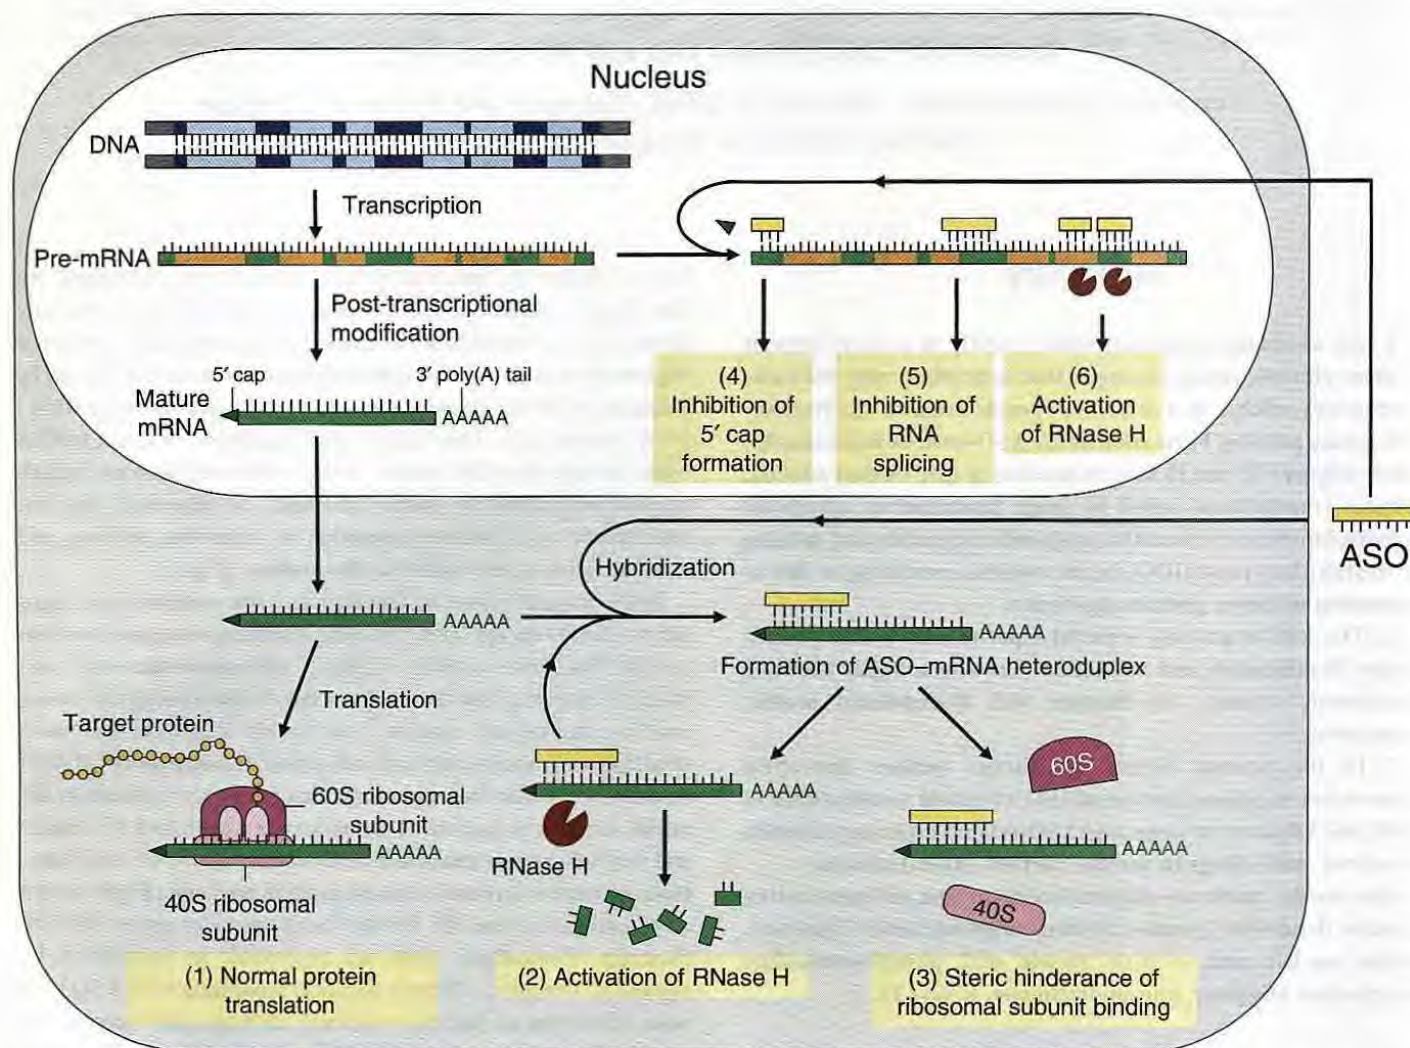 Nucleus
DNA
Transcription
Pre-mRNA
Post-transcriptional
modification
5′ cap
3′ poly(A) tail
Mature
mRNA
AAAAA
(4)
Inhibition of
5′ cap
formation
(5)
Inhibition of
RNA
splicing
(6)
Activation
of RNase H
ASO
Hybridization
AAAAA
AAAAA
Formation of ASO–mRNA heteroduplex
Translation
Target protein
60S ribosomal
subunit
AAAAA
40S ribosomal
subunit
(1) Normal protein
translation
AAAAA
RNase H
(2) Activation of RNase H
60S
AAAAA
40S
(3) Steric hinderance of
ribosomal subunit binding